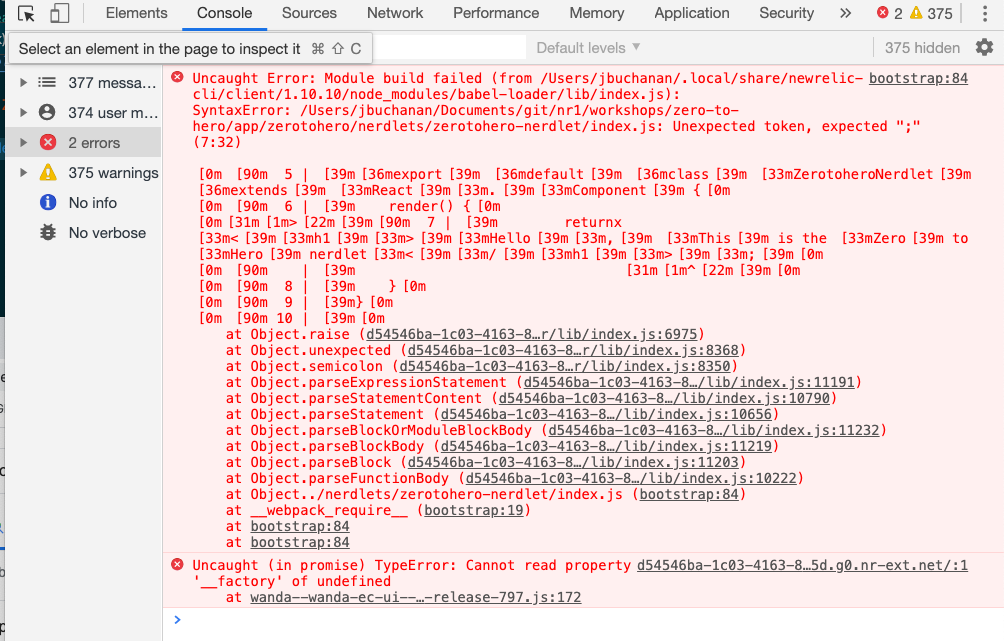 Elements Console Sources Network Performance Memory Application Security » 2 375
Select an element in the page to inspect it ⌘ ⇧ C Default levels ▼ 375 hidden
377 messa...
374 user m...
2 errors
375 warnings
No info
No verbose
Uncaught Error: Module build failed (from /Users/jbuchanan/.local/share/newrelic- bootstrap:84
cli/client/1.10.10/node_modules/babel-loader/lib/index.js):
SyntaxError: /Users/jbuchanan/Documents/git/nr1/workshops/zero-to-
hero/app/zerotohero/nerdlets/zerotohero-nerdlet/index.js: Unexpected token, expected ";"
(7:32)
[0m [90m 5 | [39m [36mexport [39m [36mdefault [39m [36mclass [39m [33mZerotoheroNerdlet [39m
[36mextends [39m [33mReact [39m [33m. [39m [33mComponent [39m { [0m
[0m [90m 6 | [39m render() { [0m
[0m [31m [1m> [22m [39m [90m 7 | [39m returnx
[33m< [39m [33mh1 [39m [33m> [39m [33mHello [39m [33m, [39m [33mThis [39m is the [33mZero [39m to
[33mHero [39m nerdlet [33m< [39m [33m/ [39m [33mh1 [39m [33m> [39m [33m; [39m [0m
[0m [90m | [39m [31m [1m^ [22m [39m [0m
[0m [90m 8 | [39m } [0m
[0m [90m 9 | [39m} [0m
[0m [90m 10 | [39m [0m
at Object.raise (d54546ba-1c03-4163-8…r/lib/index.js:6975)
at Object.unexpected (d54546ba-1c03-4163-8…r/lib/index.js:8368)
at Object.semicolon (d54546ba-1c03-4163-8…r/lib/index.js:8350)
at Object.parseExpressionStatement (d54546ba-1c03-4163-8…/lib/index.js:11191)
at Object.parseStatementContent (d54546ba-1c03-4163-8…/lib/index.js:10790)
at Object.parseStatement (d54546ba-1c03-4163-8…/lib/index.js:10656)
at Object.parseBlockOrModuleBlockBody (d54546ba-1c03-4163-8…/lib/index.js:11232)
at Object.parseBlockBody (d54546ba-1c03-4163-8…/lib/index.js:11219)
at Object.parseBlock (d54546ba-1c03-4163-8…/lib/index.js:11203)
at Object.parseFunctionBody (d54546ba-1c03-4163-8…/lib/index.js:10222)
at Object../nerdlets/zerotohero-nerdlet/index.js (bootstrap:84)
at __webpack_require__ (bootstrap:19)
at bootstrap:84
at bootstrap:84
Uncaught (in promise) TypeError: Cannot read property d54546ba-1c03-4163-8…5d.g0.nr-ext.net/:1
'__factory' of undefined
at wanda--wanda-ec-ui--…-release-797.js:172
>